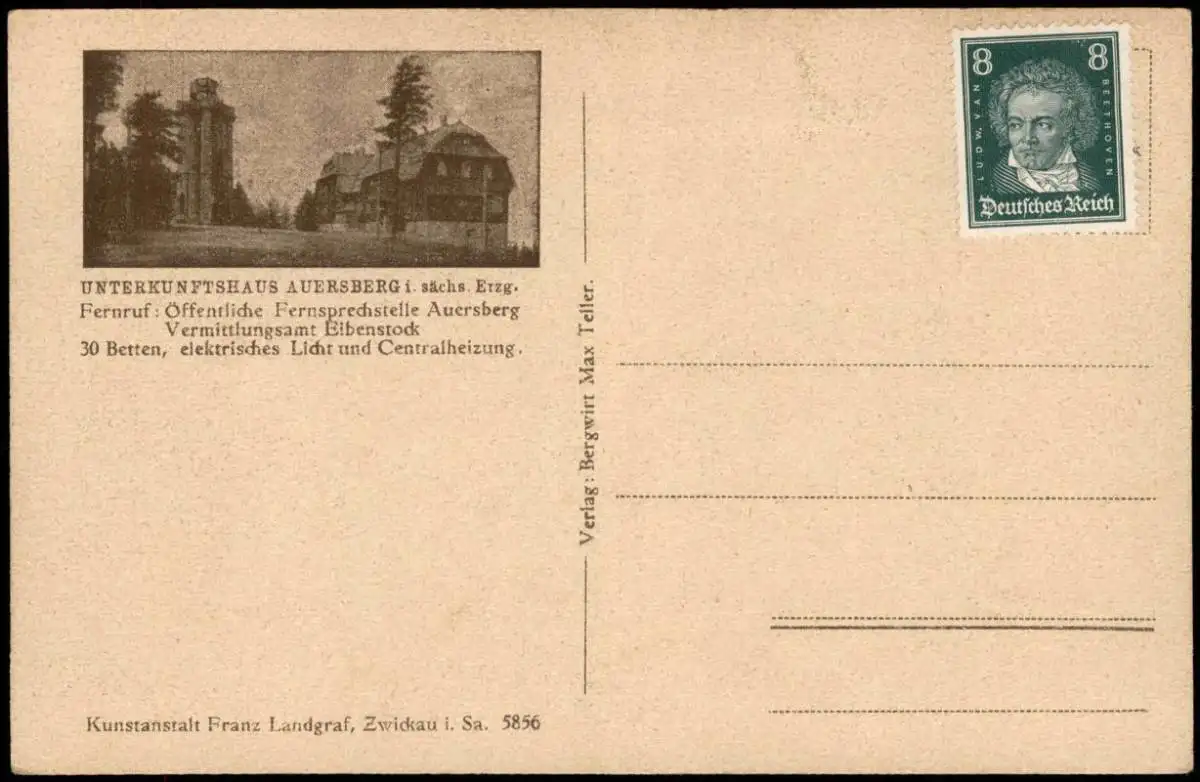 UNTERKUNFTSHAUS AUERSBERG i. sächs. Erzg.
Fernruf: Öffentliche Fernsprechstelle Auersberg
Vermittlungsamt Eibenstock
30 Betten, elektrisches Licht und Centralheizung.
Kunstanstalt Franz Landgraf, Zwickau i. Sa. 5856
Verlag: Bergwirt Max Teller.
8 8
LUDW. VAN BEETHOVEN
Deutsches Reich